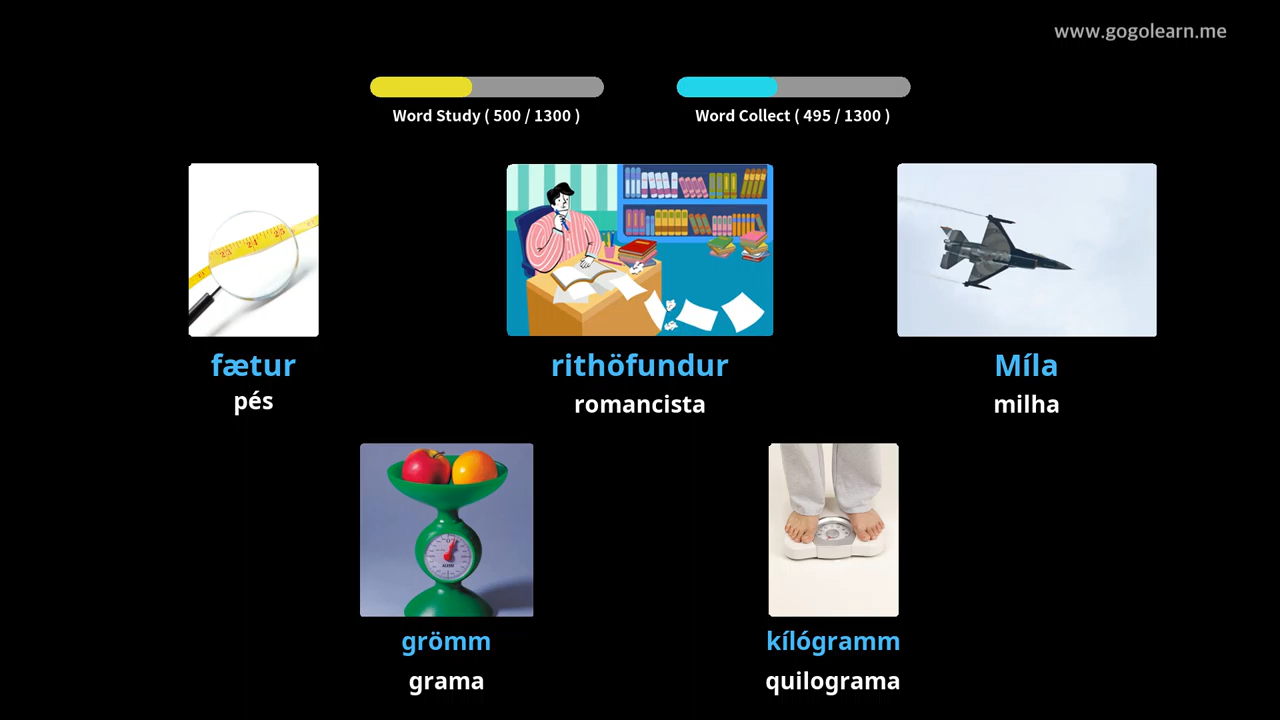 www.gogolearn.me
Word Study ( 500 / 1300 )
Word Collect ( 495 / 1300 )
fætur
pés
rithöfundur
romancista
Míla
milha
grömm
grama
kílógramm
quilograma